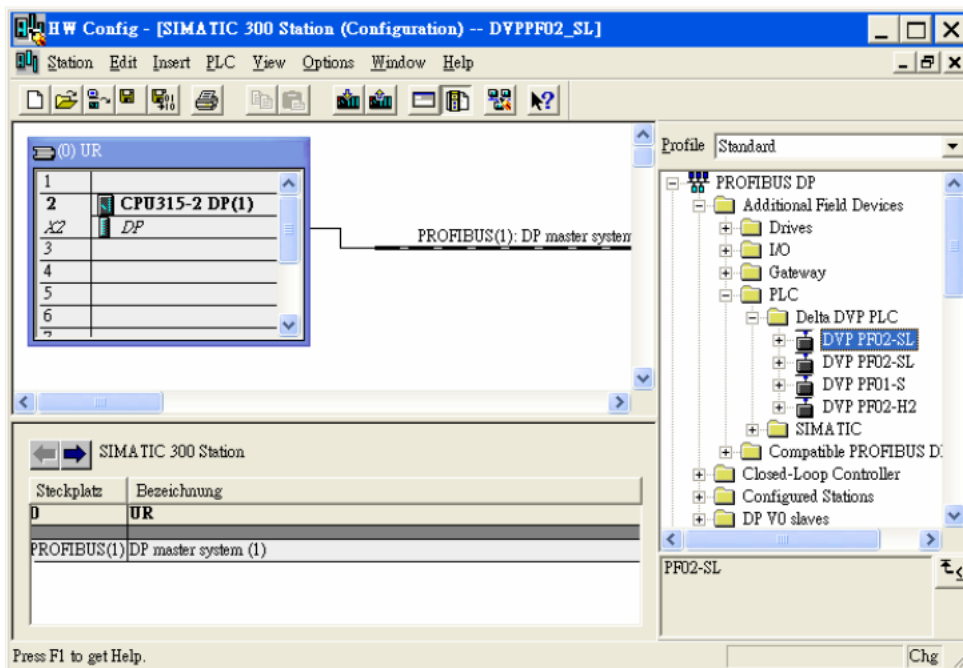 HW Config - [SIMATIC 300 Station (Configuration) -- DVPPF02_SL]
Station Edit Insert PLC View Options Window Help
(0) UR
1
2 CPU315-2 DP(1)
X2 DP
3
4
5
6
7
PROFIBUS(1): DP master system
Profile Standard
PROFIBUS DP
Additional Field Devices
Drives
I/O
Gateway
PLC
Delta DVP PLC
DVP PF02-SL
DVP PF02-SL
DVP PF01-S
DVP PF02-H2
SIMATIC
Compatible PROFIBUS D
Closed-Loop Controller
Configured Stations
DP V0 slaves
SIMATIC 300 Station
Steckplatz Bezeichnung
0 UR
PROFIBUS(1) DP master system (1)
PF02-SL
Press F1 to get Help.
Chg